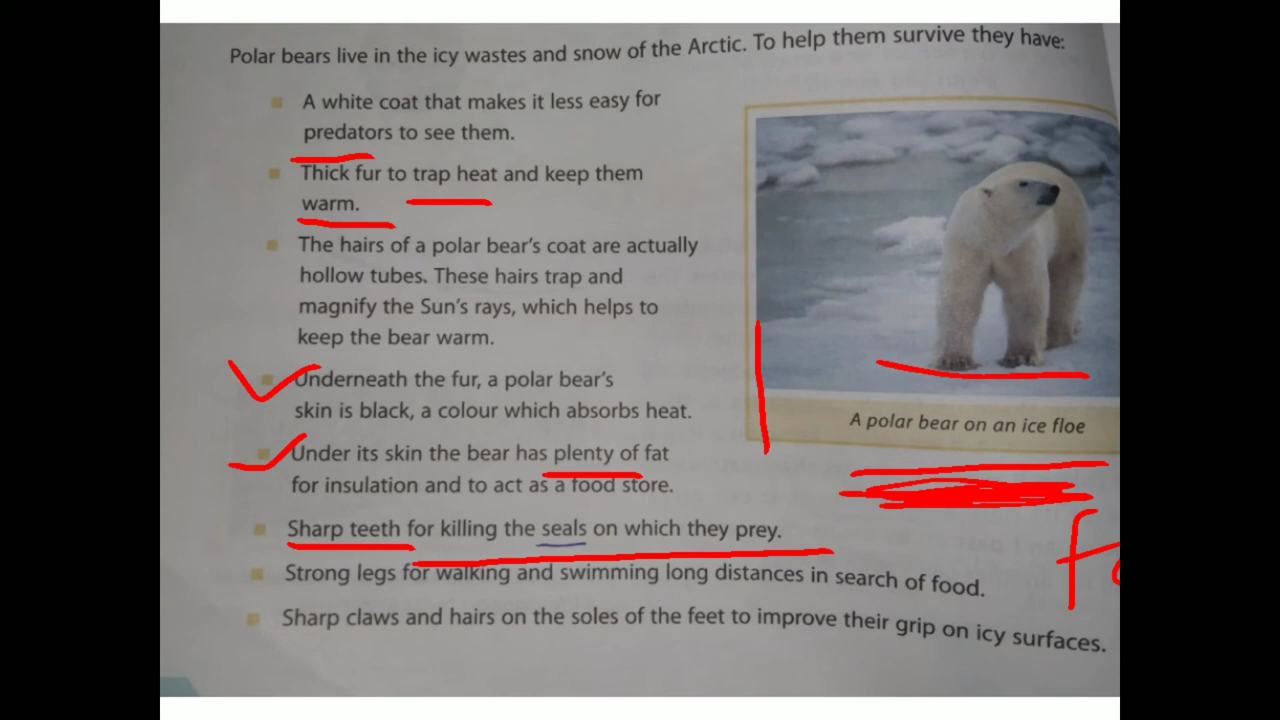 Polar bears live in the icy wastes and snow of the Arctic. To help them survive they have:
A white coat that makes it less easy for
predators to see them.
Thick fur to trap heat and keep them
warm.
The hairs of a polar bear's coat are actually
hollow tubes. These hairs trap and
magnify the Sun's rays, which helps to
keep the bear warm.
Underneath the fur, a polar bear's
skin is black, a colour which absorbs heat.
Under its skin the bear has plenty of fat
for insulation and to act as a food store.
Sharp teeth for killing the seals on which they prey.
Strong legs for walking and swimming long distances in search of food.
Sharp claws and hairs on the soles of the feet to improve their grip on icy surfaces.
A polar bear on an ice floe